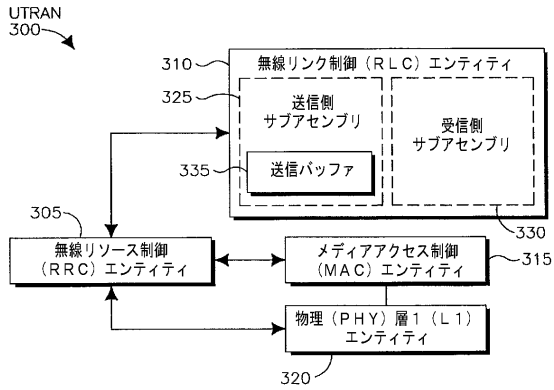 UTRAN
300
310
無線リンク制御（RLC）エンティティ
325
送信側
サブアセンブリ
受信側
サブアセンブリ
335
送信バッファ
330
305
無線リソース制御
（RRC）エンティティ
メディアアクセス制御
（MAC）エンティティ
315
物理（PHY）層1（L1）
エンティティ
320